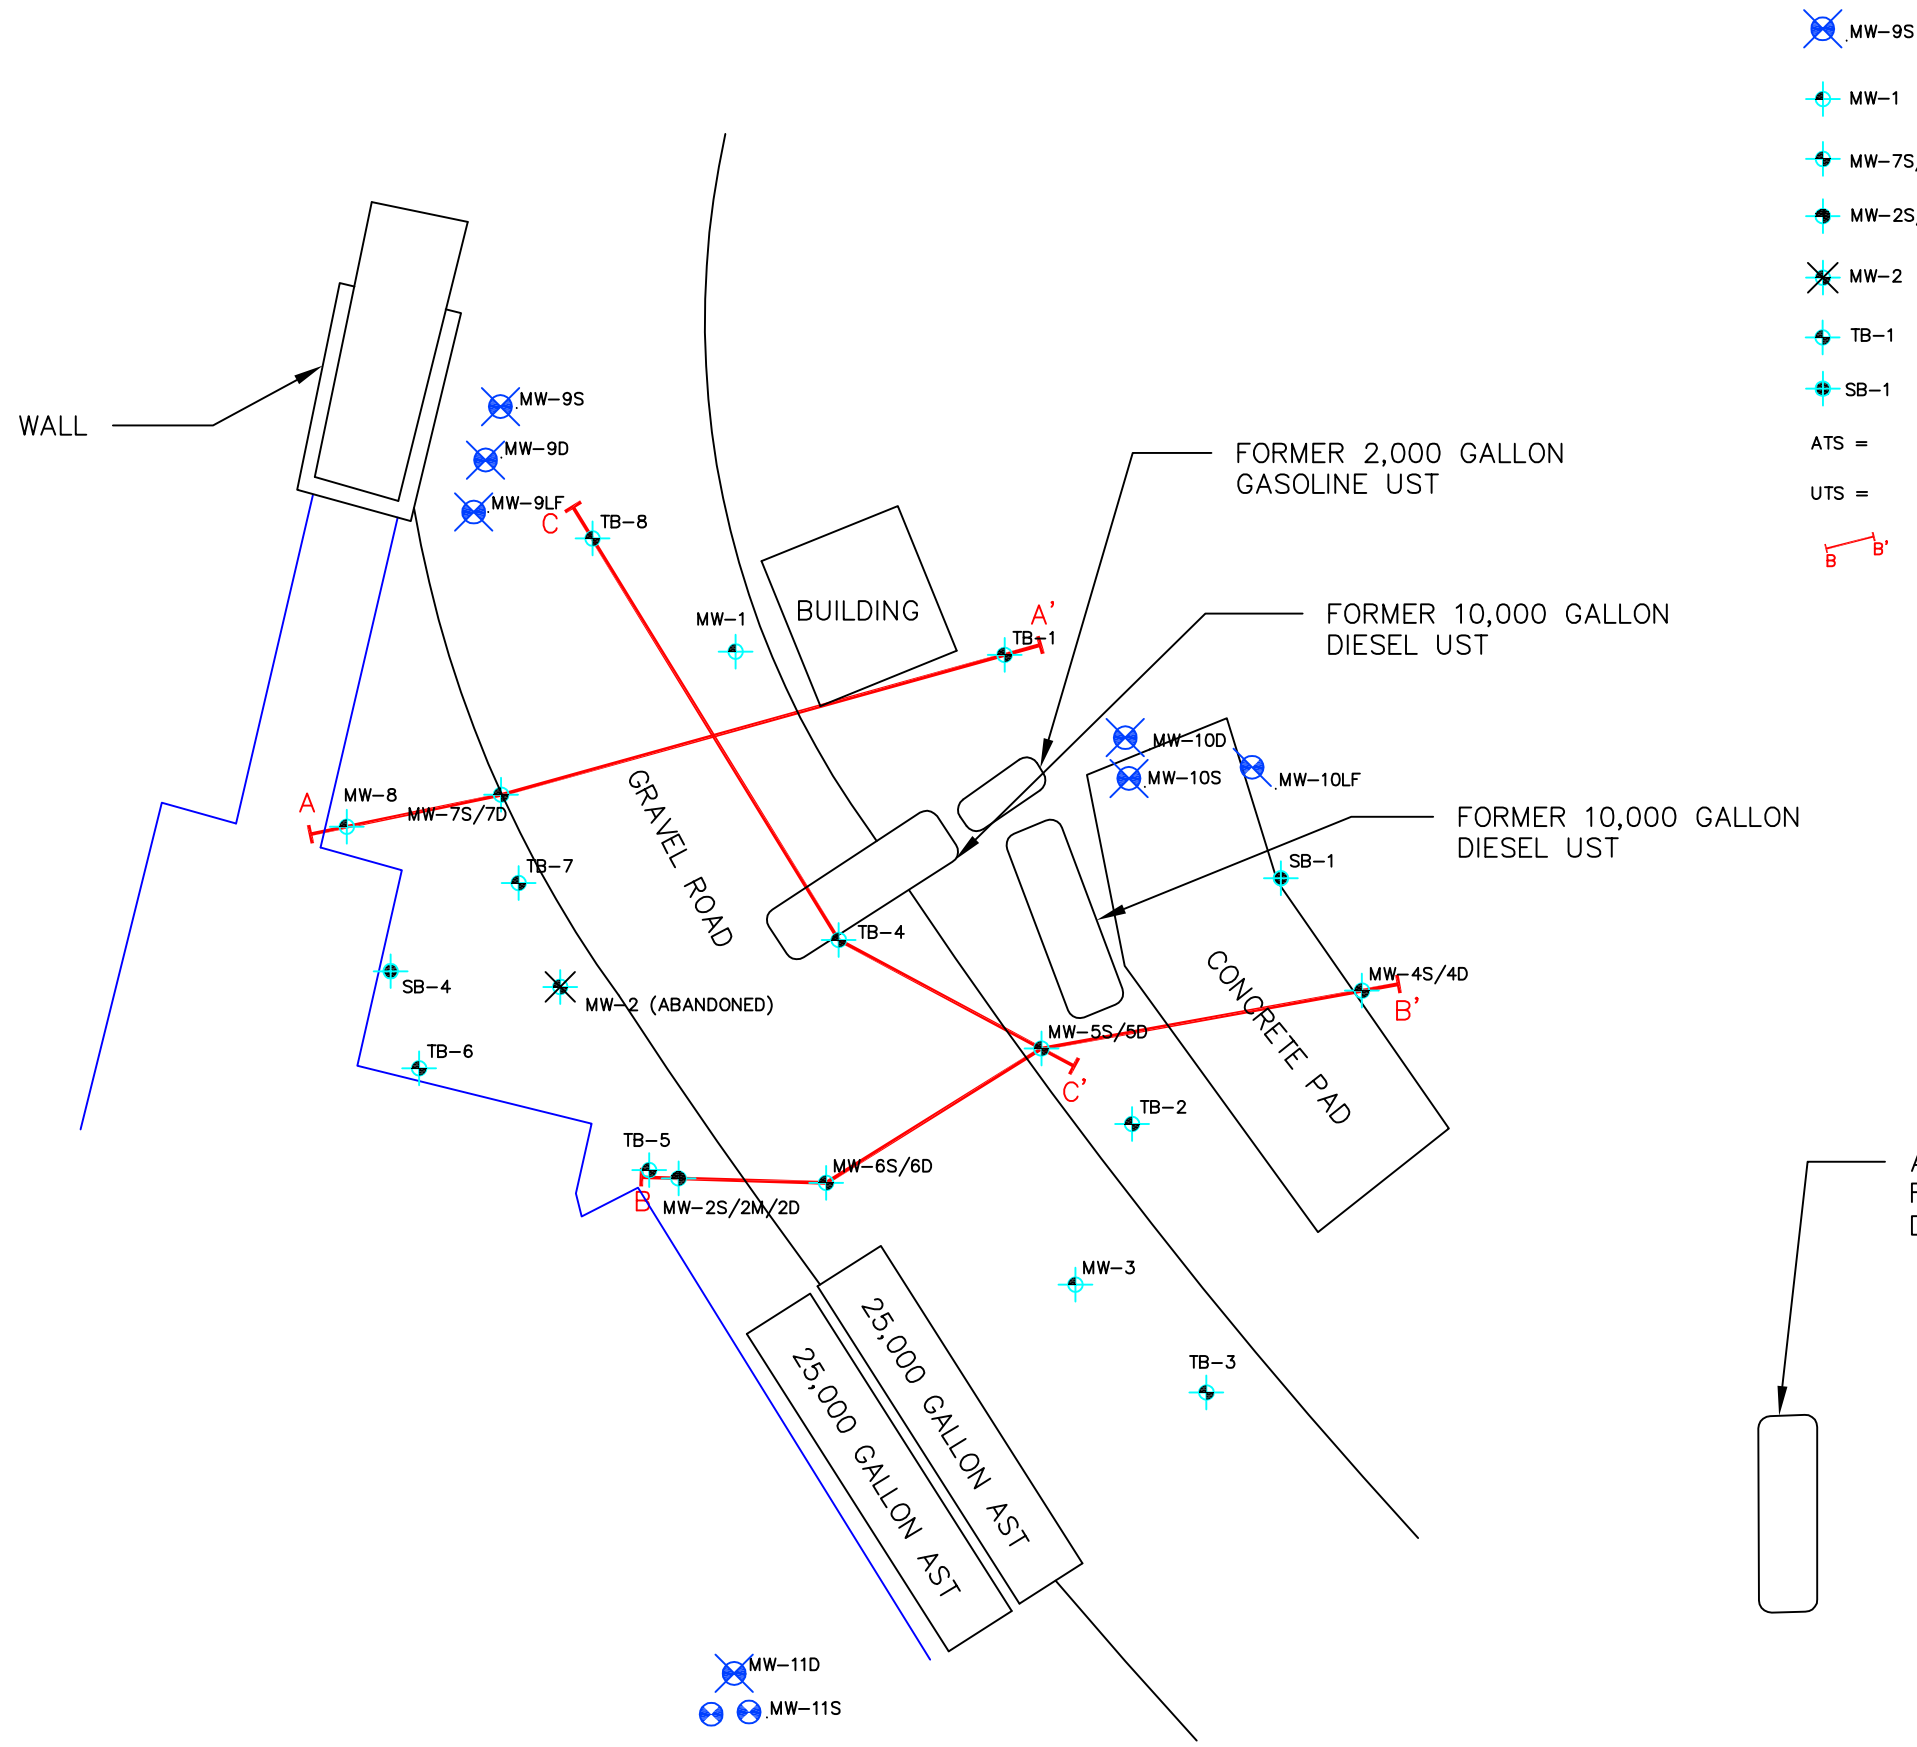 .MW-9S
MW-1
MW-7S/
MW-2S
MW-2
TB-1
SB-1
ATS =
UTS =
B B'
WALL
.MW-9S
.MW-9D
.MW-9LF
C
TB-8
FORMER 2,000 GALLON
GASOLINE UST
MW-1
BUILDING
A'
TB-1
FORMER 10,000 GALLON
DIESEL UST
MW-10D
.MW-10S
.MW-10LF
A
MW-8
MW-7S/7D
GRAVEL ROAD
FORMER 10,000 GALLON
DIESEL UST
TB-7
SB-1
TB-4
SB-4
MW-2 (ABANDONED)
CONCRETE PAD
MW-4S/4D
B'
MW-5S/5D
C'
TB-6
TB-2
TB-5
MW-6S/6D
B
MW-2S/2M/2D
MW-3
25,000 GALLON AST
25,000 GALLON AST
TB-3
MW-11D
.MW-11S